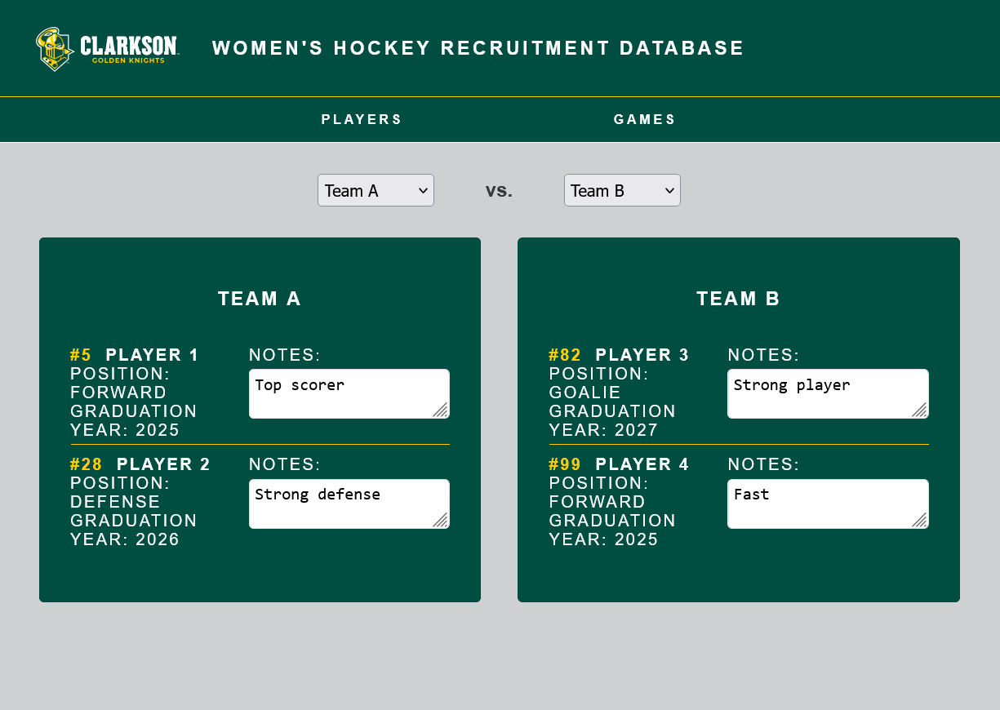 CLARKSON
GOLDEN KNIGHTS
WOMEN'S HOCKEY RECRUITMENT DATABASE
PLAYERS
GAMES
Team A
vs.
Team B
TEAM A
#5 PLAYER 1
POSITION:
FORWARD
GRADUATION
YEAR: 2025
NOTES:
Top scorer
#28 PLAYER 2
POSITION:
DEFENSE
GRADUATION
YEAR: 2026
NOTES:
Strong defense
TEAM B
#82 PLAYER 3
POSITION:
GOALIE
GRADUATION
YEAR: 2027
NOTES:
Strong player
#99 PLAYER 4
POSITION:
FORWARD
GRADUATION
YEAR: 2025
NOTES:
Fast